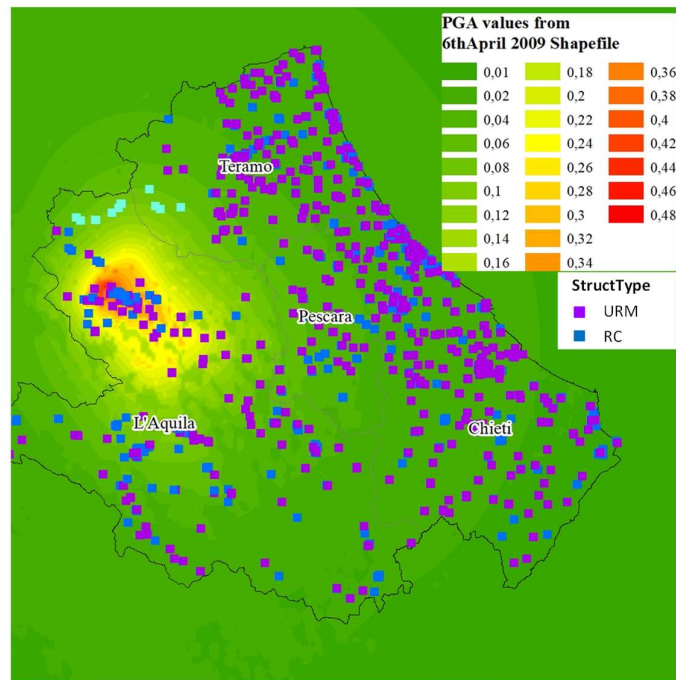 PGA values from
6thApril 2009 Shapefile
0,01 0,18 0,36
0,02 0,2 0,38
0,04 0,22 0,4
0,06 0,24 0,42
0,08 0,26 0,44
0,1 0,28 0,46
0,12 0,3 0,48
0,14 0,32
0,16 0,34
StructType
URM
RC
Teramo
Pescara
L'Aquila
Chieti